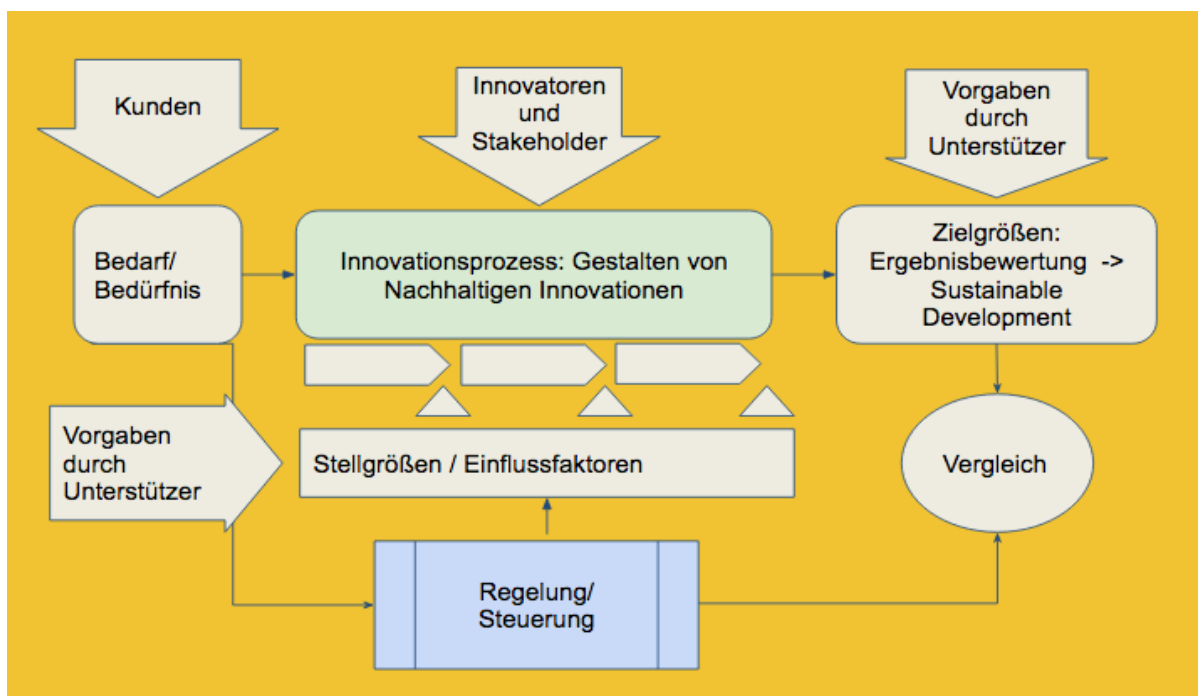 Kunden
Innovatoren
und
Stakeholder
Vorgaben
durch
Unterstützer
Bedarf/
Bedürfnis
Innovationsprozess: Gestalten von
Nachhaltigen Innovationen
Zielgrößen:
Ergebnisbewertung ->
Sustainable
Development
Vorgaben
durch
Unterstützer
Stellgrößen / Einflussfaktoren
Vergleich
Regelung/
Steuerung